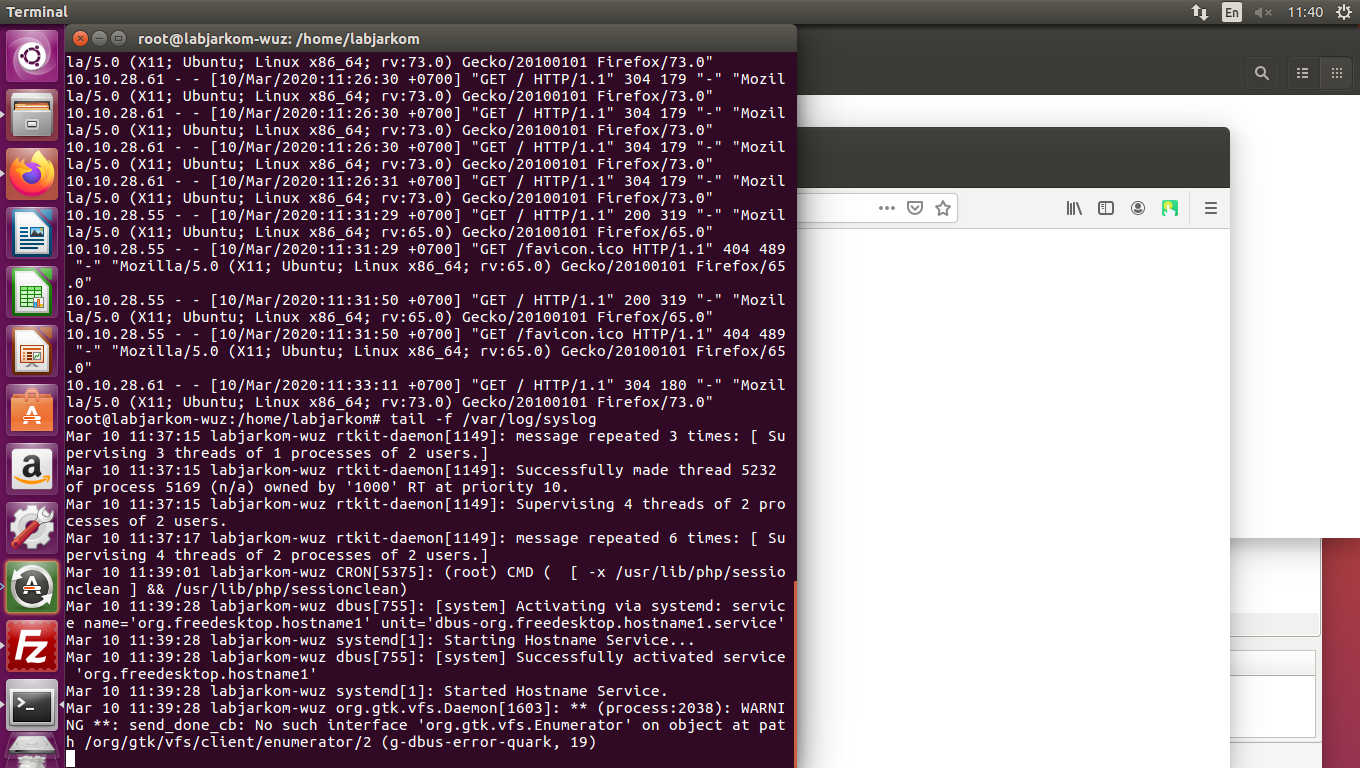 Terminal
En
11:40
root@labjarkom-wuz: /home/labjarkom
la/5.0 (X11; Ubuntu; Linux x86_64; rv:73.0) Gecko/20100101 Firefox/73.0"
10.10.28.61 - - [10/Mar/2020:11:26:30 +0700] "GET / HTTP/1.1" 304 179 "-" "Mozil
la/5.0 (X11; Ubuntu; Linux x86_64; rv:73.0) Gecko/20100101 Firefox/73.0"
10.10.28.61 - - [10/Mar/2020:11:26:30 +0700] "GET / HTTP/1.1" 304 179 "-" "Mozil
la/5.0 (X11; Ubuntu; Linux x86_64; rv:73.0) Gecko/20100101 Firefox/73.0"
10.10.28.61 - - [10/Mar/2020:11:26:30 +0700] "GET / HTTP/1.1" 304 179 "-" "Mozil
la/5.0 (X11; Ubuntu; Linux x86_64; rv:73.0) Gecko/20100101 Firefox/73.0"
10.10.28.61 - - [10/Mar/2020:11:26:31 +0700] "GET / HTTP/1.1" 304 179 "-" "Mozil
la/5.0 (X11; Ubuntu; Linux x86_64; rv:73.0) Gecko/20100101 Firefox/73.0"
10.10.28.55 - - [10/Mar/2020:11:31:29 +0700] "GET / HTTP/1.1" 200 319 "-" "Mozil
la/5.0 (X11; Ubuntu; Linux x86_64; rv:65.0) Gecko/20100101 Firefox/65.0"
10.10.28.55 - - [10/Mar/2020:11:31:29 +0700] "GET /favicon.ico HTTP/1.1" 404 489
 "-" "Mozilla/5.0 (X11; Ubuntu; Linux x86_64; rv:65.0) Gecko/20100101 Firefox/65
.0"
10.10.28.55 - - [10/Mar/2020:11:31:50 +0700] "GET / HTTP/1.1" 200 319 "-" "Mozil
la/5.0 (X11; Ubuntu; Linux x86_64; rv:65.0) Gecko/20100101 Firefox/65.0"
10.10.28.55 - - [10/Mar/2020:11:31:50 +0700] "GET /favicon.ico HTTP/1.1" 404 489
 "-" "Mozilla/5.0 (X11; Ubuntu; Linux x86_64; rv:65.0) Gecko/20100101 Firefox/65
.0"
10.10.28.61 - - [10/Mar/2020:11:33:11 +0700] "GET / HTTP/1.1" 304 180 "-" "Mozil
la/5.0 (X11; Ubuntu; Linux x86_64; rv:73.0) Gecko/20100101 Firefox/73.0"
root@labjarkom-wuz:/home/labjarkom# tail -f /var/log/syslog
Mar 10 11:37:15 labjarkom-wuz rtkit-daemon[1149]: message repeated 3 times: [ Su
pervising 3 threads of 1 processes of 2 users.]
Mar 10 11:37:15 labjarkom-wuz rtkit-daemon[1149]: Successfully made thread 5232
of process 5169 (n/a) owned by '1000' RT at priority 10.
Mar 10 11:37:15 labjarkom-wuz rtkit-daemon[1149]: Supervising 4 threads of 2 pro
cesses of 2 users.
Mar 10 11:37:17 labjarkom-wuz rtkit-daemon[1149]: message repeated 6 times: [ Su
pervising 4 threads of 2 processes of 2 users.]
Mar 10 11:39:01 labjarkom-wuz CRON[5375]: (root) CMD (  [ -x /usr/lib/php/sessio
nclean ] && /usr/lib/php/sessionclean)
Mar 10 11:39:28 labjarkom-wuz dbus[755]: [system] Activating via systemd: servic
e name='org.freedesktop.hostname1' unit='dbus-org.freedesktop.hostname1.service'
Mar 10 11:39:28 labjarkom-wuz systemd[1]: Starting Hostname Service...
Mar 10 11:39:28 labjarkom-wuz dbus[755]: [system] Successfully activated service
 'org.freedesktop.hostname1'
Mar 10 11:39:28 labjarkom-wuz systemd[1]: Started Hostname Service.
Mar 10 11:39:28 labjarkom-wuz org.gtk.vfs.Daemon[1603]: ** (process:2038): WARNI
NG **: send_done_cb: No such interface 'org.gtk.vfs.Enumerator' on object at pat
h /org/gtk/vfs/client/enumerator/2 (g-dbus-error-quark, 19)